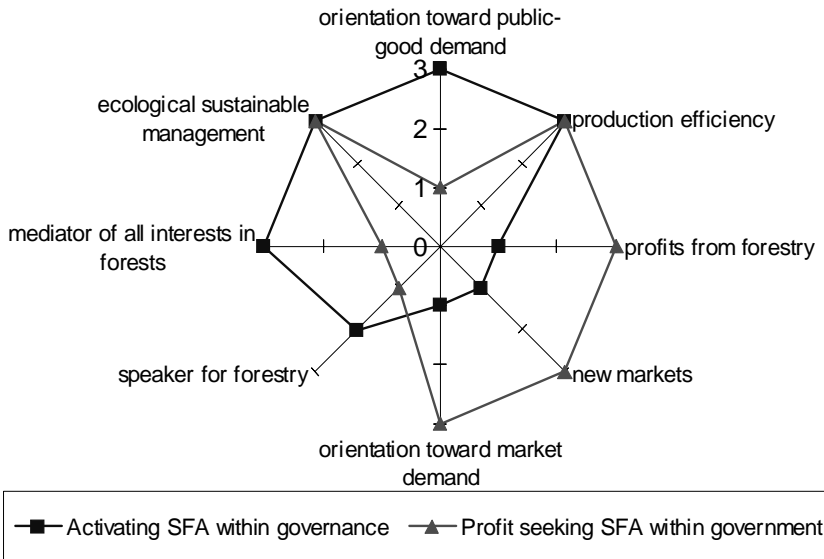 orientation toward public-
good demand
3
ecological sustainable
management
production efficiency
2
1
mediator of all interests in
forests
0
profits from forestry
speaker for forestry
new markets
orientation toward market
demand
Activating SFA within governance
Profit seeking SFA within government